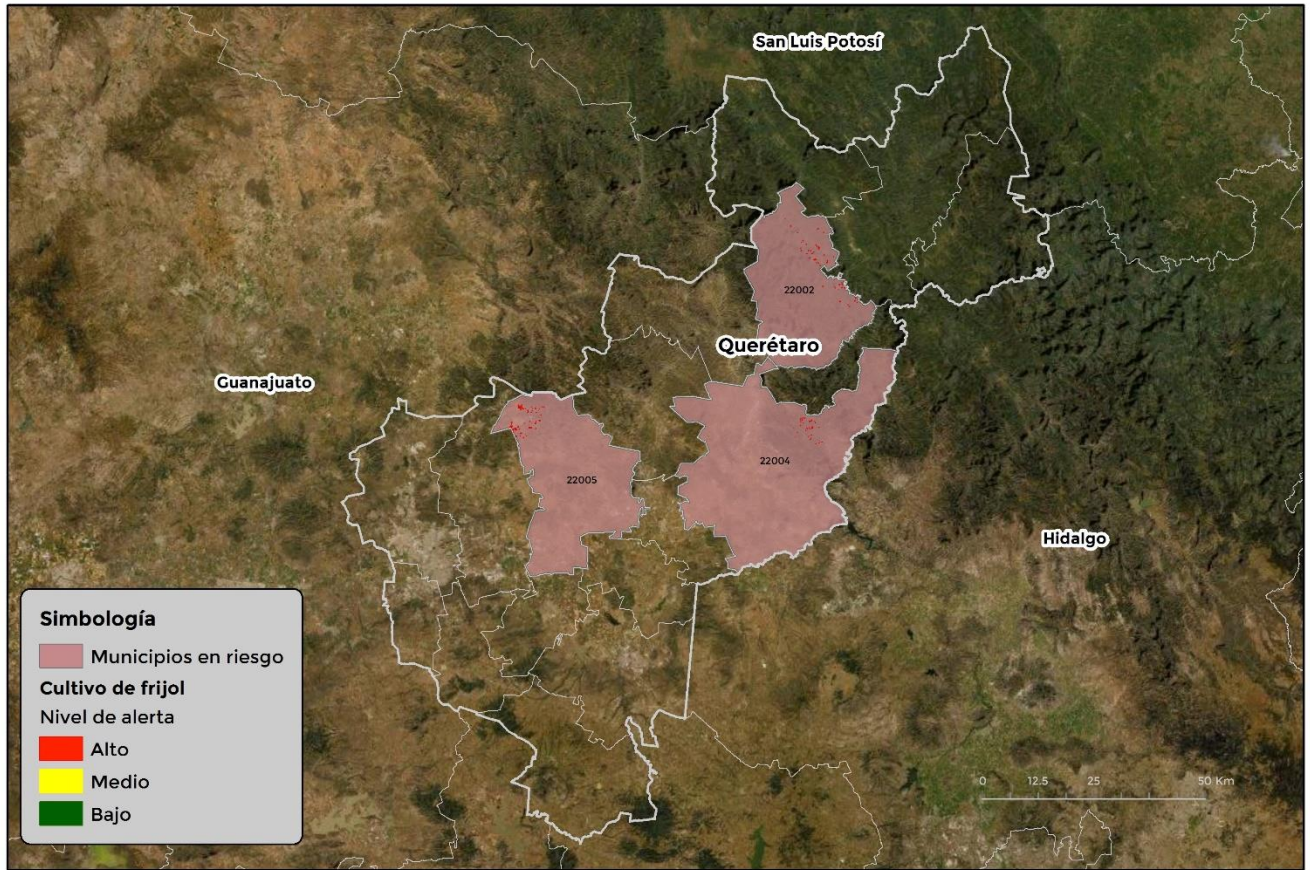 San Luis Potosí
22002
Querétaro
Guanajuato
22004
22005
Hidalgo
Simbología
Municipios en riesgo
Cultivo de frijol
Nivel de alerta
Alto
Medio
Bajo
0 12.5 25 50 Km